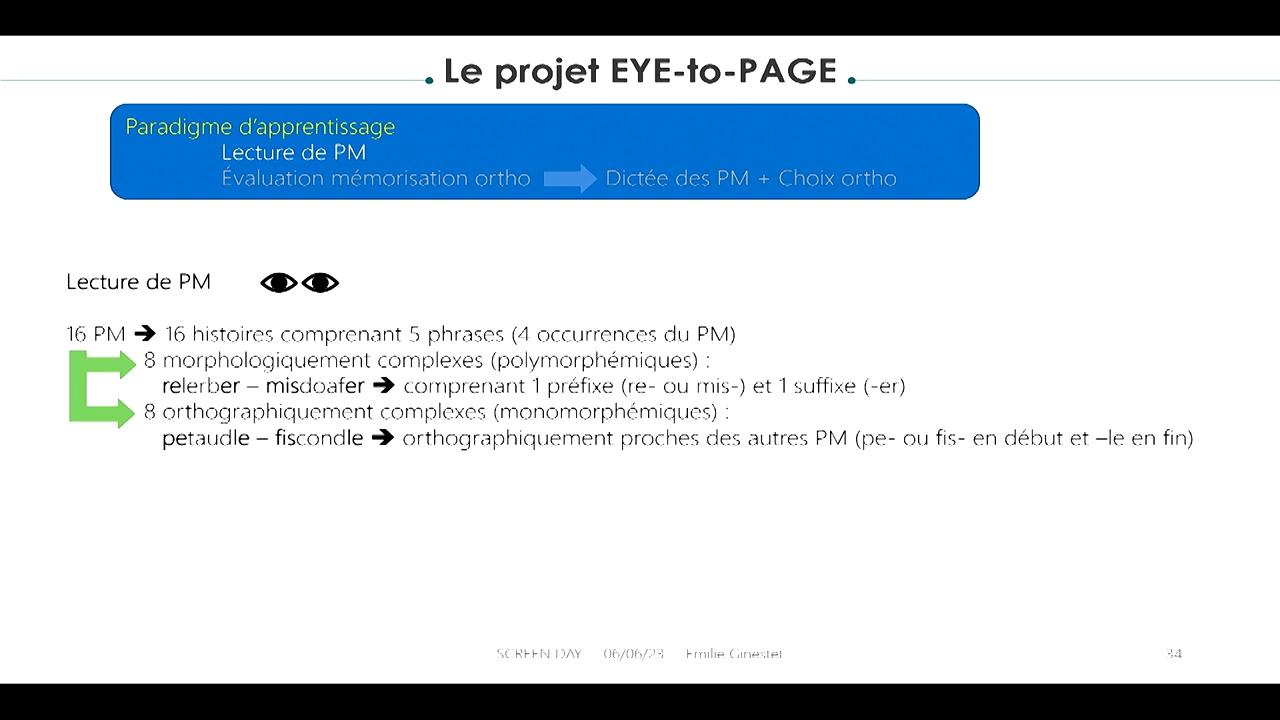 . Le projet EYE-to-PAGE .
Paradigme d'apprentissage
Lecture de PM
Évaluation mémorisation ortho Dictée des PM + Choix ortho
Lecture de PM
16 PM ➔ 16 histoires comprenant 5 phrases (4 occurrences du PM)
8 morphologiquement complexes (polymorphémiques) :
relerber – misdoafer ➔ comprenant 1 préfixe (re- ou mis-) et 1 suffixe (-er)
8 orthographiquement complexes (monomorphémiques) :
petaudle – fiscondle ➔ orthographiquement proches des autres PM (pe- ou fis- en début et –le en fin)
SCREEN DAY 06/06/23 Emilie Ginestet 34